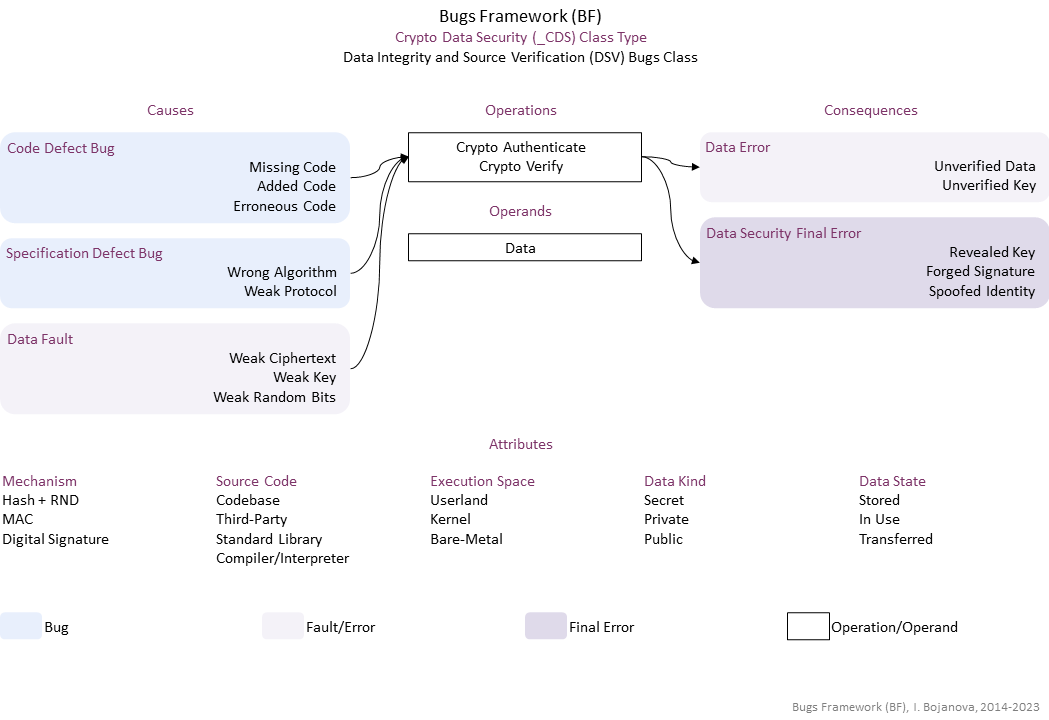 Bugs Framework (BF)
Crypto Data Security (_CDS) Class Type
Data Integrity and Source Verification (DSV) Bugs Class
Causes
Code Defect Bug
Missing Code
Added Code
Erroneous Code
Specification Defect Bug
Wrong Algorithm
Weak Protocol
Data Fault
Weak Ciphertext
Weak Key
Weak Random Bits
Operations
Crypto Authenticate
Crypto Verify
Operands
Data
Consequences
Data Error
Unverified Data
Unverified Key
Data Security Final Error
Revealed Key
Forged Signature
Spoofed Identity
Attributes
Mechanism
Hash + RND
MAC
Digital Signature
Source Code
Codebase
Third-Party
Standard Library
Compiler/Interpreter
Execution Space
Userland
Kernel
Bare-Metal
Data Kind
Secret
Private
Public
Data State
Stored
In Use
Transferred
Bug
Fault/Error
Final Error
Operation/Operand
Bugs Framework (BF), I. Bojanova, 2014-2023